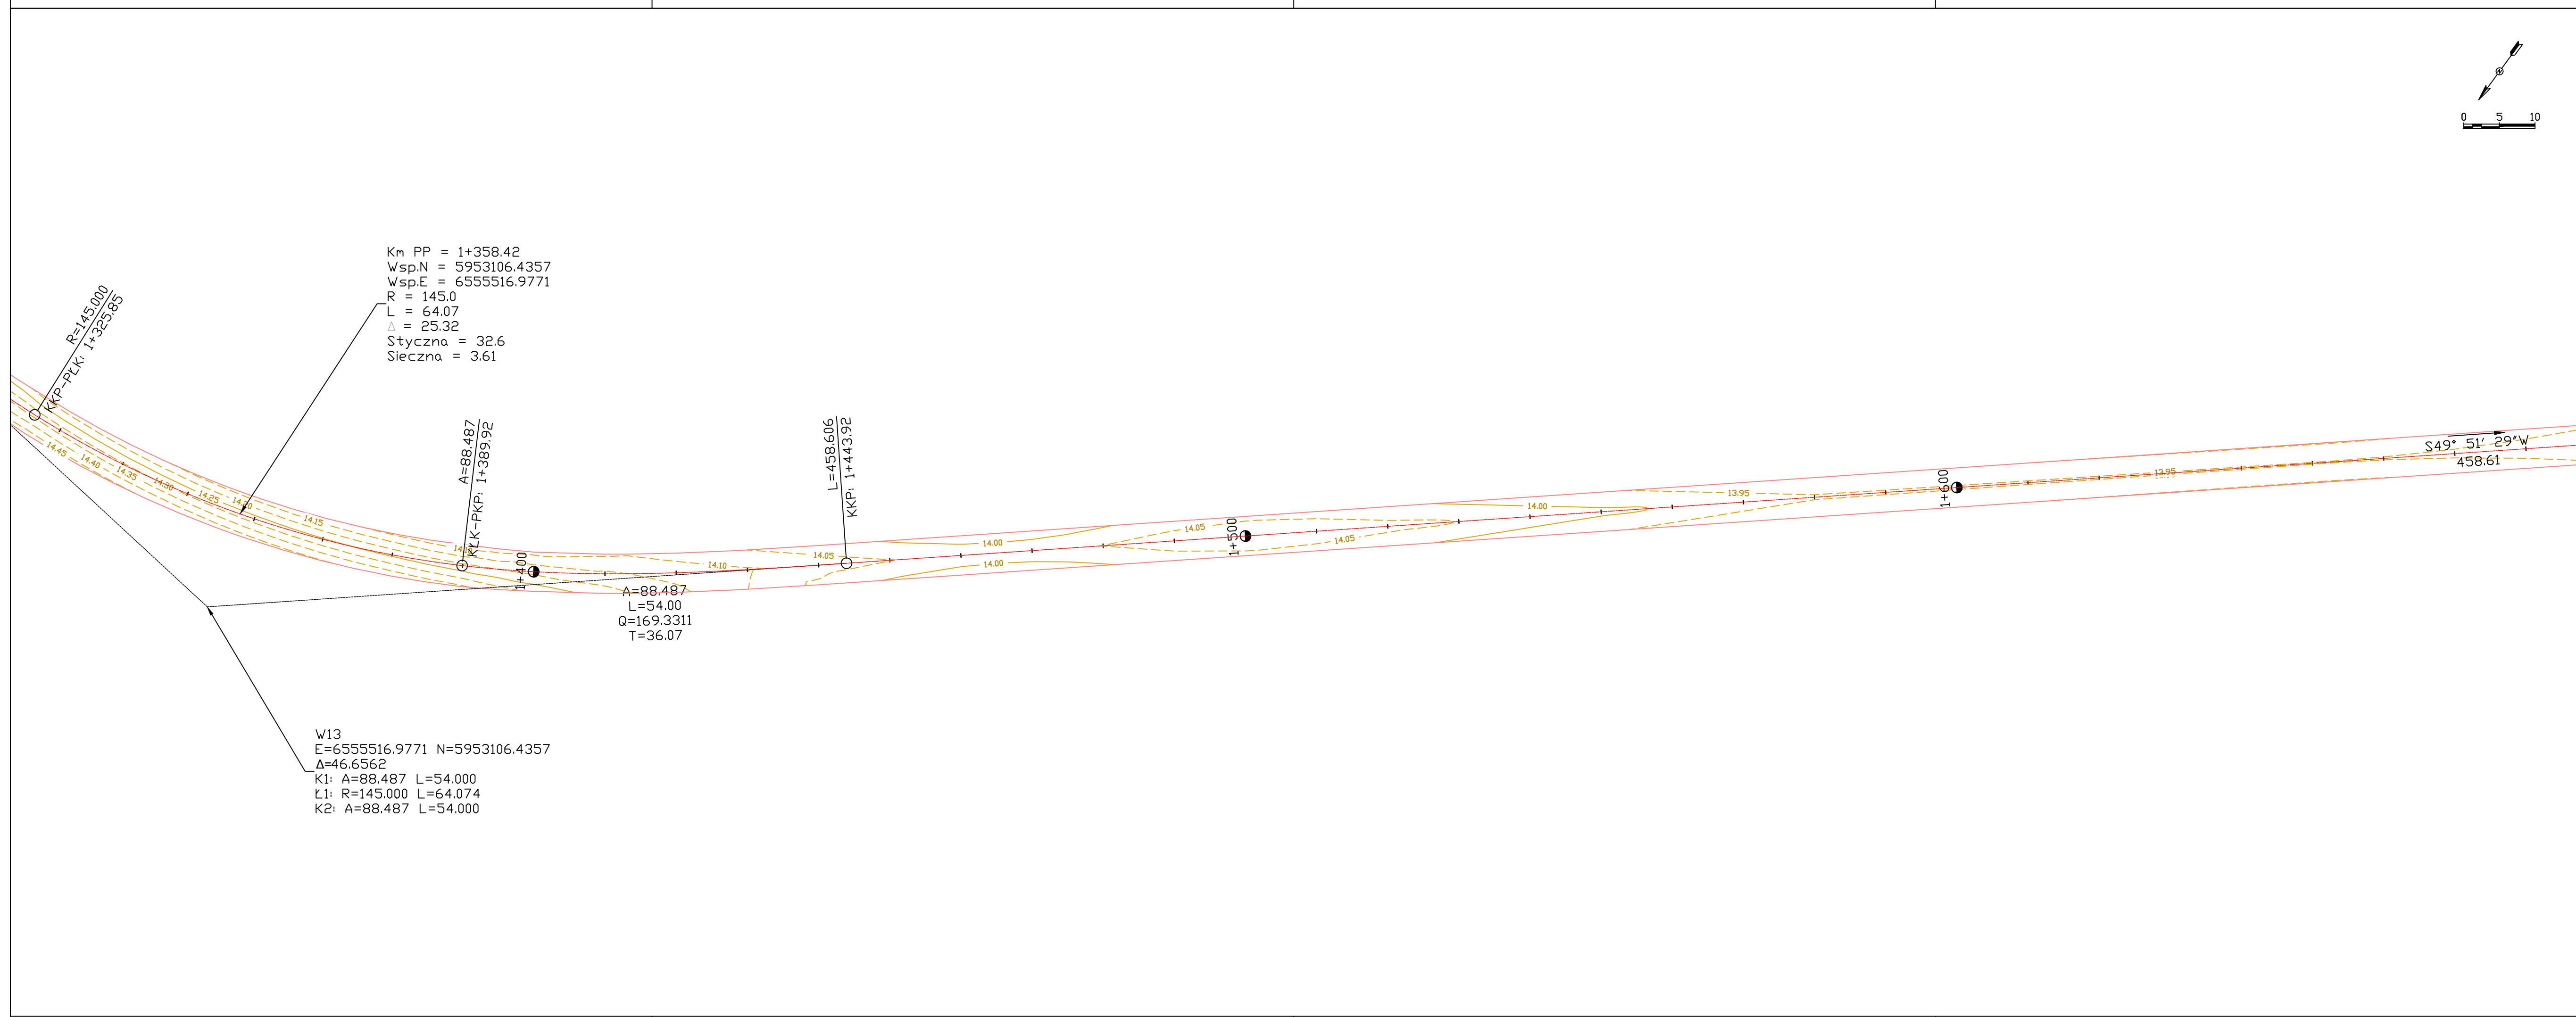 0 5 10
Km PP = 1+358.42
Wsp.N = 5953106.4357
Wsp.E = 6555516.9771
R = 145.0
L = 64.07
Δ = 25.32
Styczna = 32.6
Sieczna = 3.61
R=145.000
KKP-PŁK: 1+325.85
A=88.487
KŁK-PKP: 1+389.92
L=458.606
KKP: 1+443.92
14.45
14.40
14.35
14.30
14.25
14.20
14.15
14.10
14.05
14.00
14.00
14.05
14.05
14.00
13.95
13.95
1+400
1+500
1+600
S49° 51' 29"W
458.61
A=88.487
L=54.00
Q=169.3311
T=36.07
W13
E=6555516.9771 N=5953106.4357
Δ=46.6562
K1: A=88.487 L=54.000
Ł1: R=145.000 L=64.074
K2: A=88.487 L=54.000